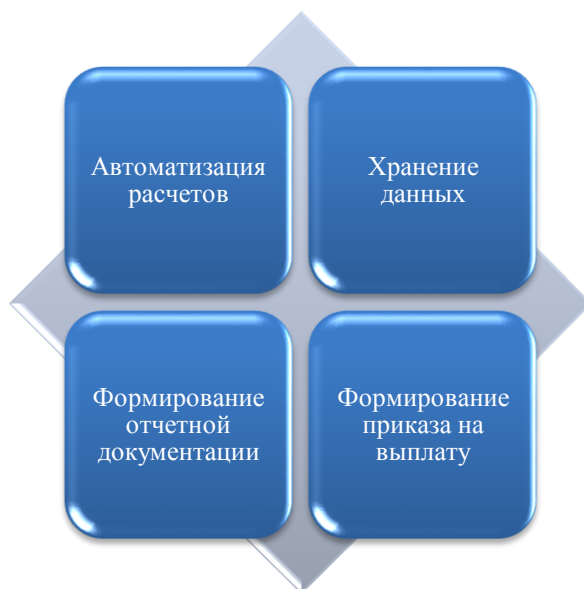 Автоматизация
расчетов
Хранение
данных
Формирование
отчетной
документации
Формирование
приказа на
выплату